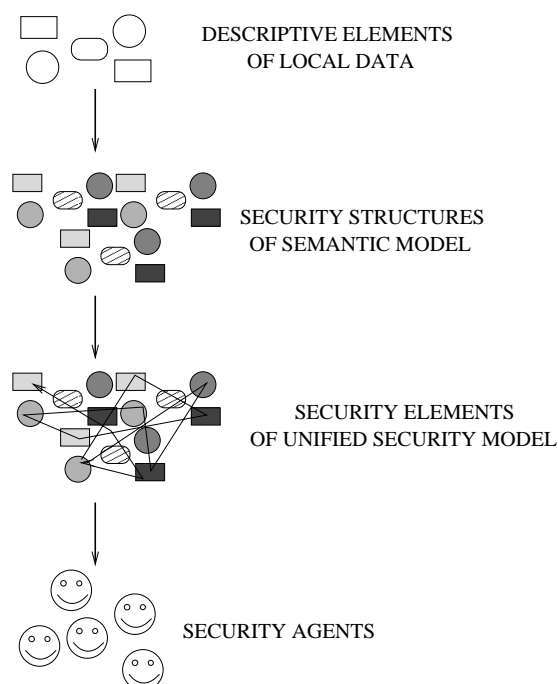 DESCRIPTIVE ELEMENTS
OF LOCAL DATA
SECURITY STRUCTURES
OF SEMANTIC MODEL
SECURITY ELEMENTS
OF UNIFIED SECURITY MODEL
SECURITY AGENTS